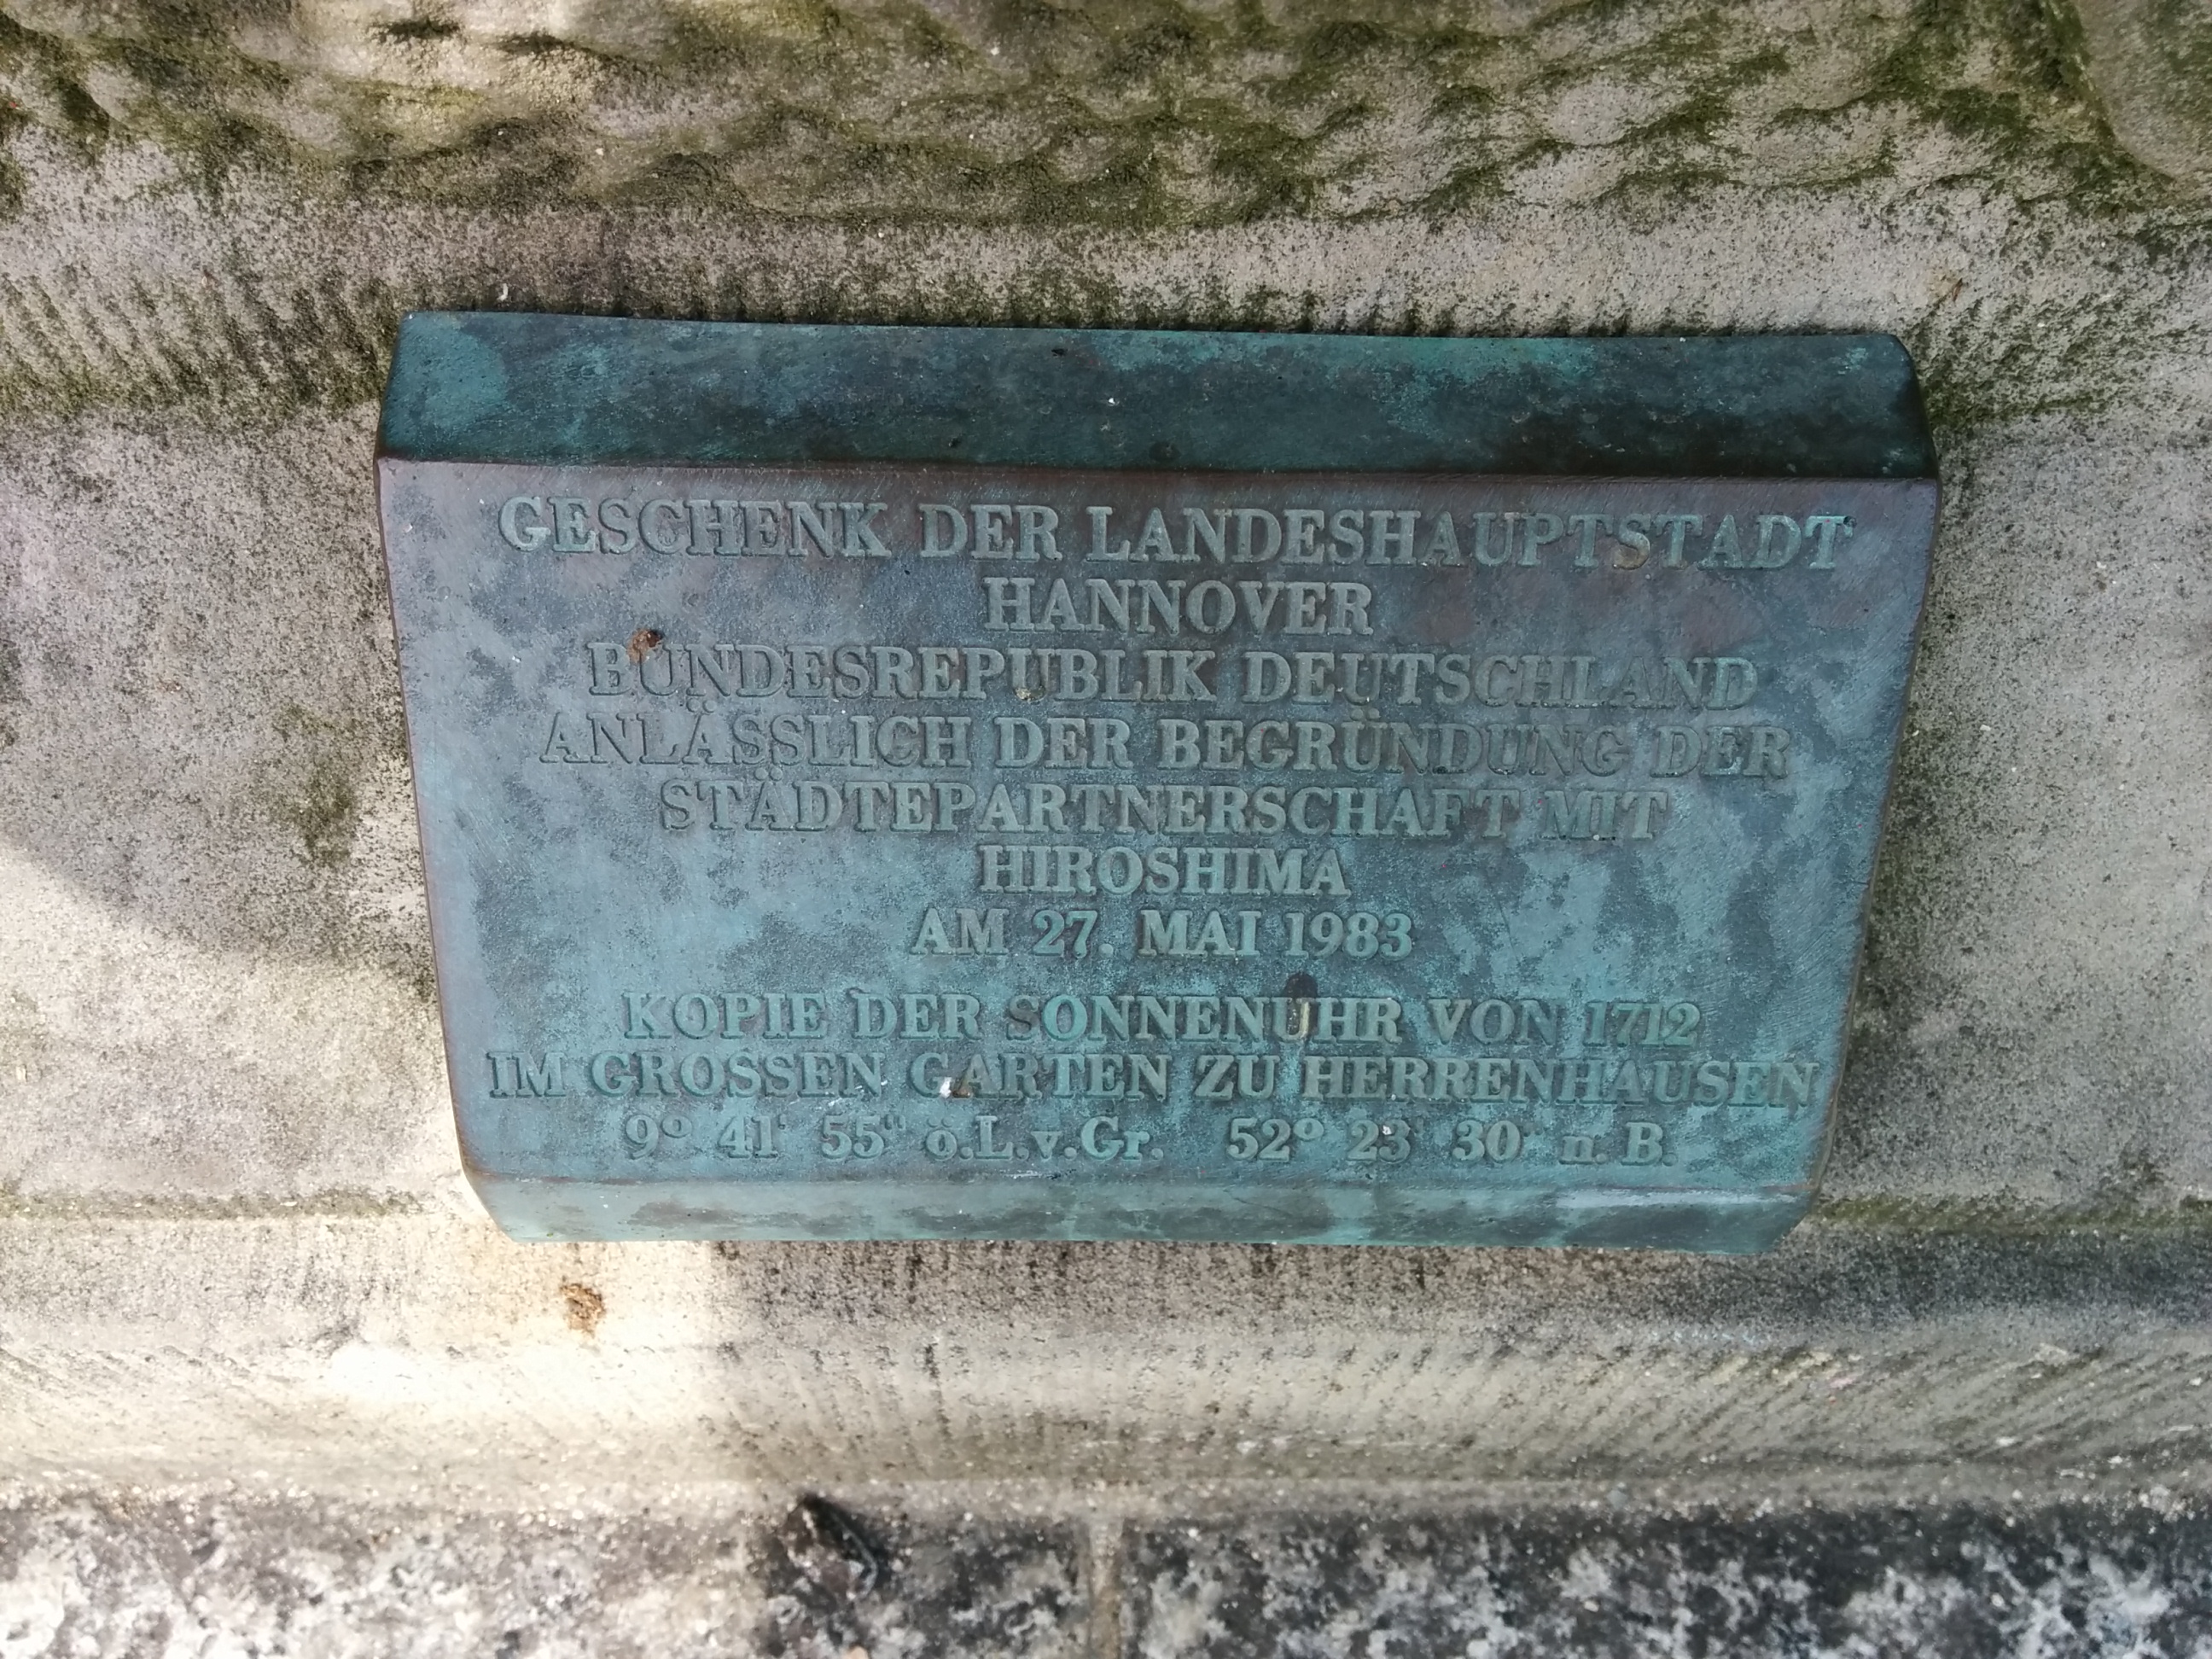 GESCHENK DER LANDESHAUPTSTADT
HANNOVER
BUNDESREPUBLIK DEUTSCHLAND
ANLÄSSLICH DER BEGRÜNDUNG DER
STÄDTEPARTNERSCHAFT MIT
HIROSHIMA
AM 27. MAI 1983
KOPIE DER SONNENUHR VON 1712
IM GROSSEN GARTEN ZU HERRENHAUSEN
9° 41' 55" ö.L.v.Gr. 52° 23' 30" n. B.